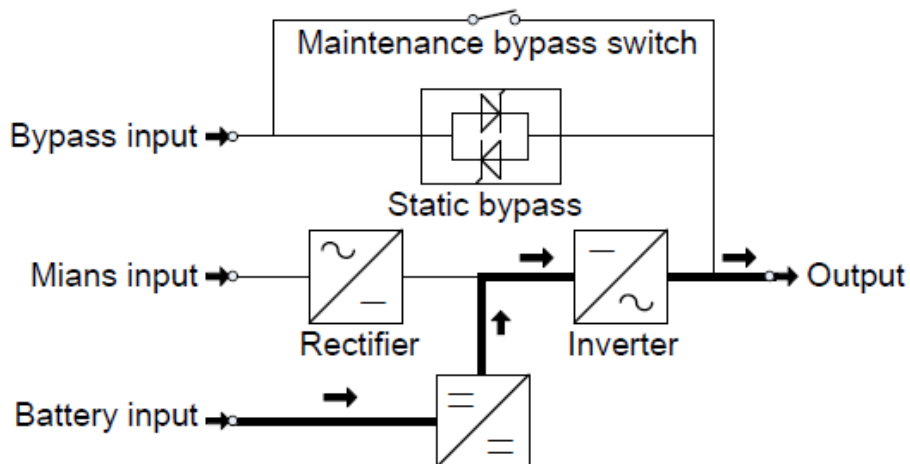 Maintenance bypass switch
Bypass input
Static bypass
Mians input
Output
Rectifier
Inverter
Battery input